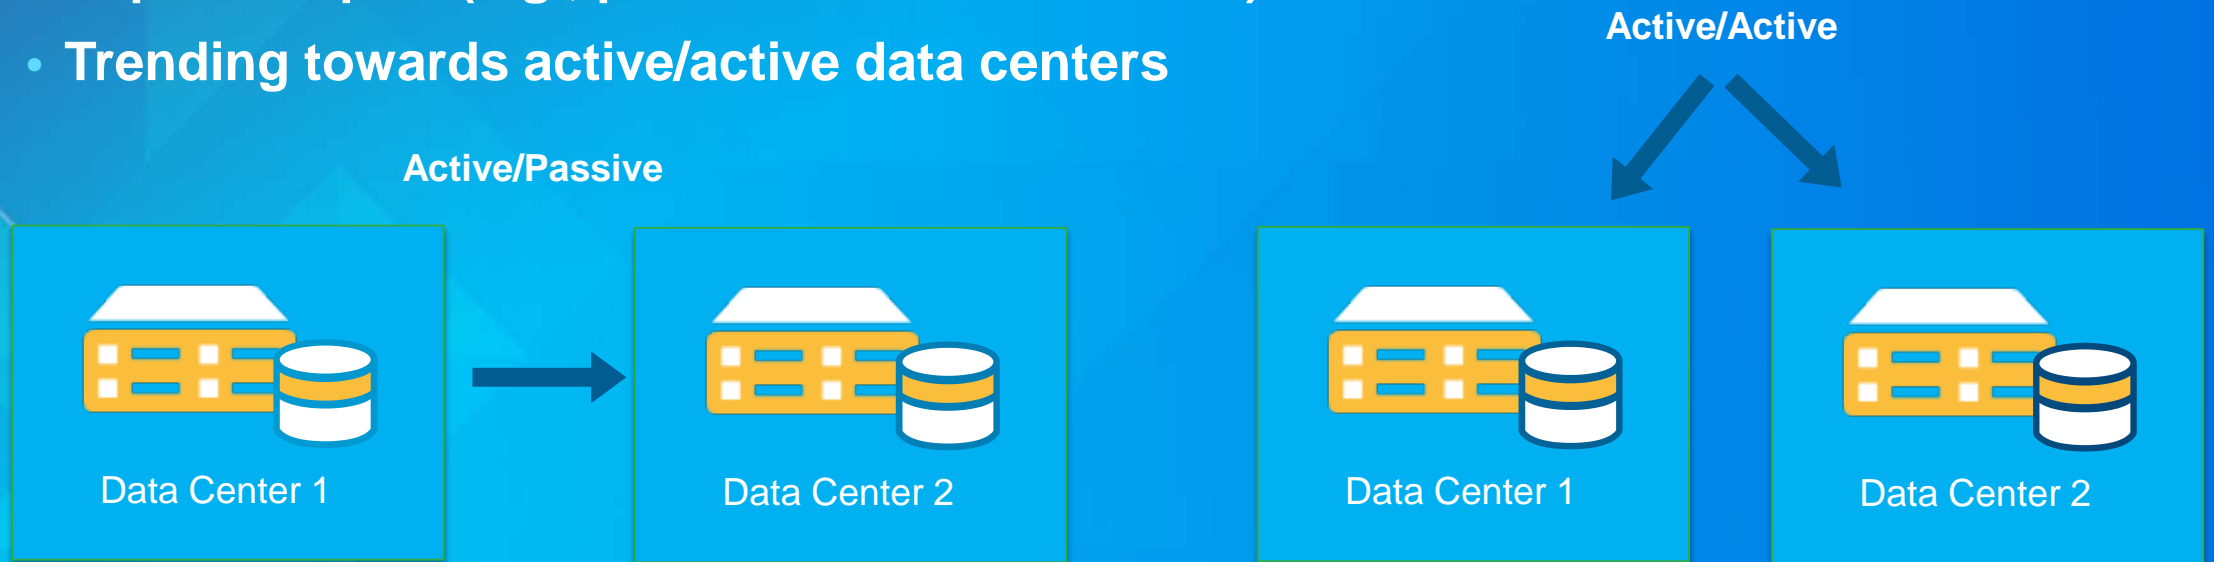 • Trending towards active/active data centers
Active/Passive
Data Center 1
Data Center 2
Active/Active
Data Center 1
Data Center 2